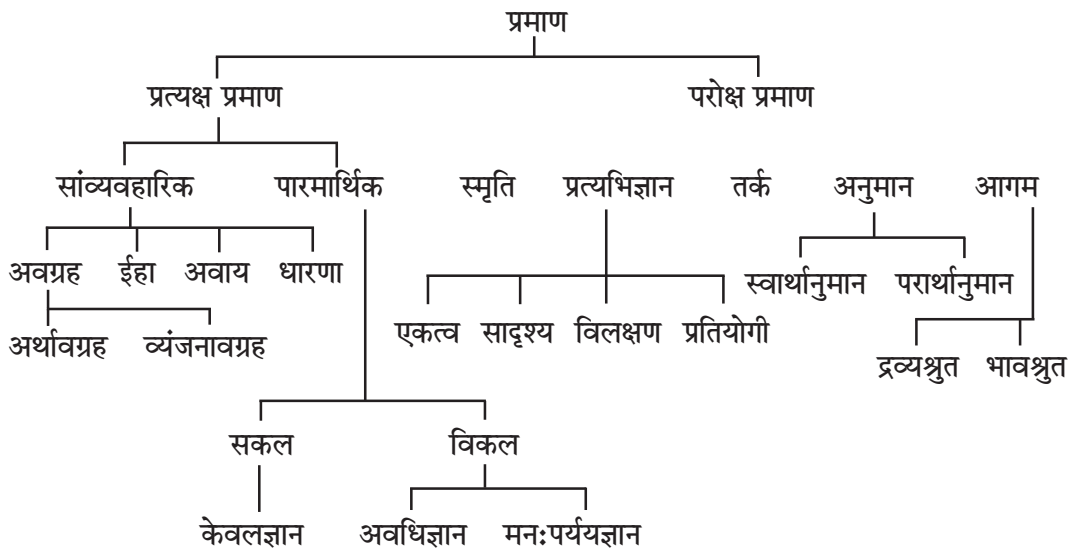 प्रमाण
प्रत्यक्ष प्रमाण परोक्ष प्रमाण
सांव्यवहारिक पारमार्थिक स्मृति प्रत्यभिज्ञान तर्क अनुमान आगम
अवग्रह ईहा अवाय धारणा
स्वार्थानुमान परार्थानुमान
अर्थावग्रह व्यंजनावग्रह
एकत्व सादृश्य विलक्षण प्रतियोगी
द्रव्यश्रुत भावश्रुत
सकल विकल
केवलज्ञान अवधिज्ञान मनःपर्ययज्ञान